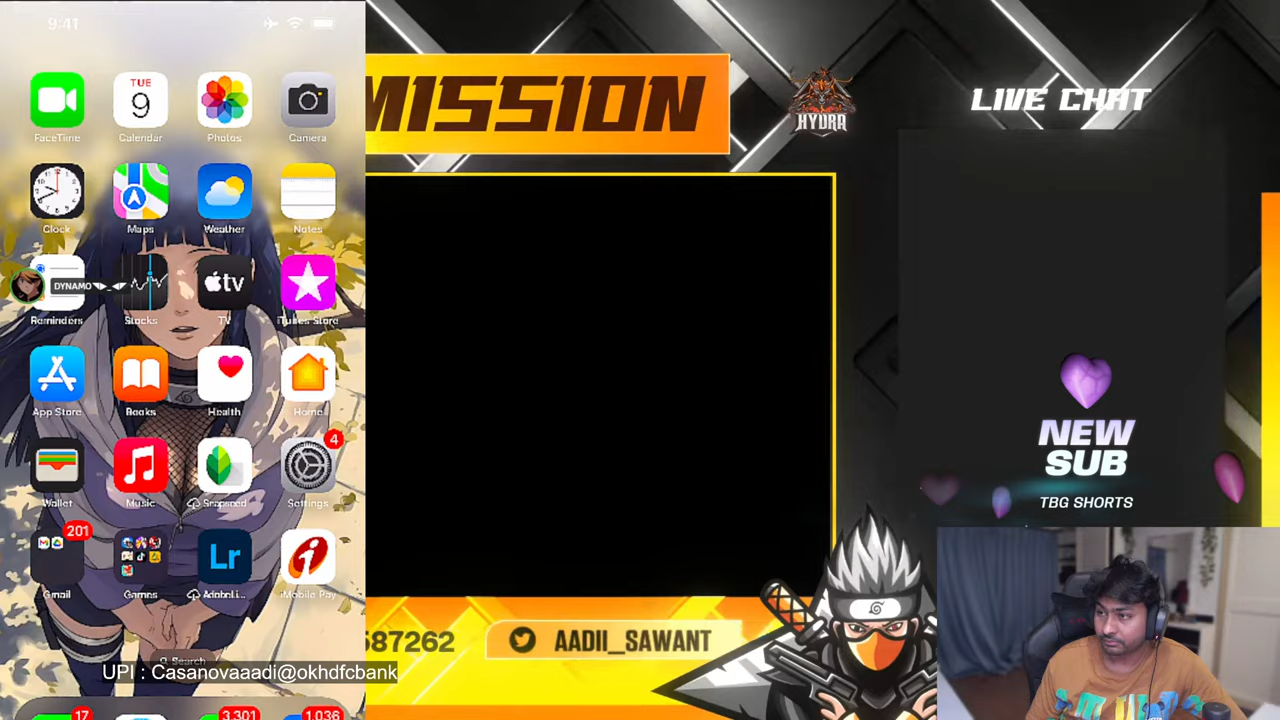 9:41
MISSION
HYDRA
LIVE CHAT
FaceTime
TUE
9
Calendar
Photos
Camera
Clock
Maps
Weather
Notes
Reminders
DYNAMO
Stocks
tv
TV
iTunes Store
App Store
Books
Health
Home
4
Wallet
Music
Snapseed
Settings
201
Gmail
Games
Lr
AdobeLi...
i
iMobile Pay
NEW
SUB
TBG SHORTS
587262
AADII_SAWANT
Search
UPI : Casanovaaadi@okhdfcbank
17
3,301
1,036